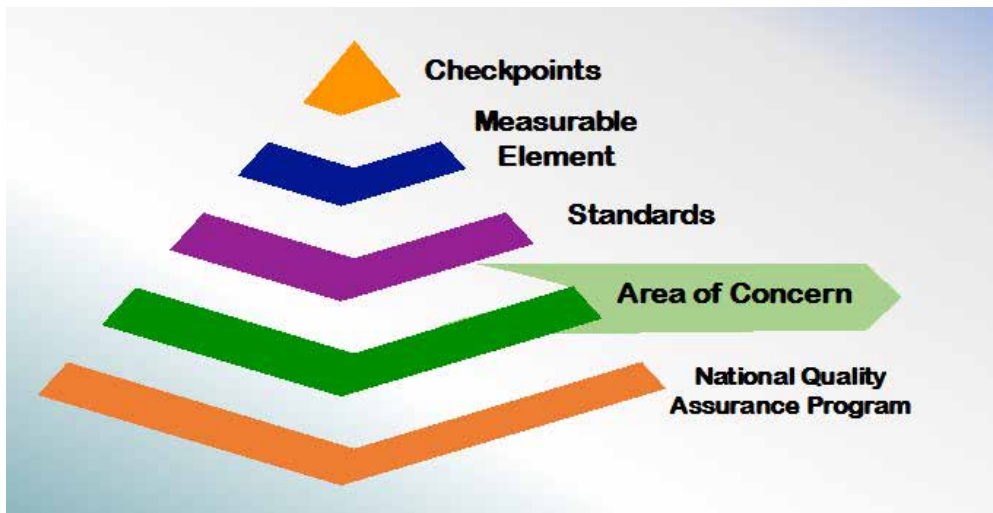 Checkpoints
Measurable
Element
Standards
Area of Concern
National Quality
Assurance Program